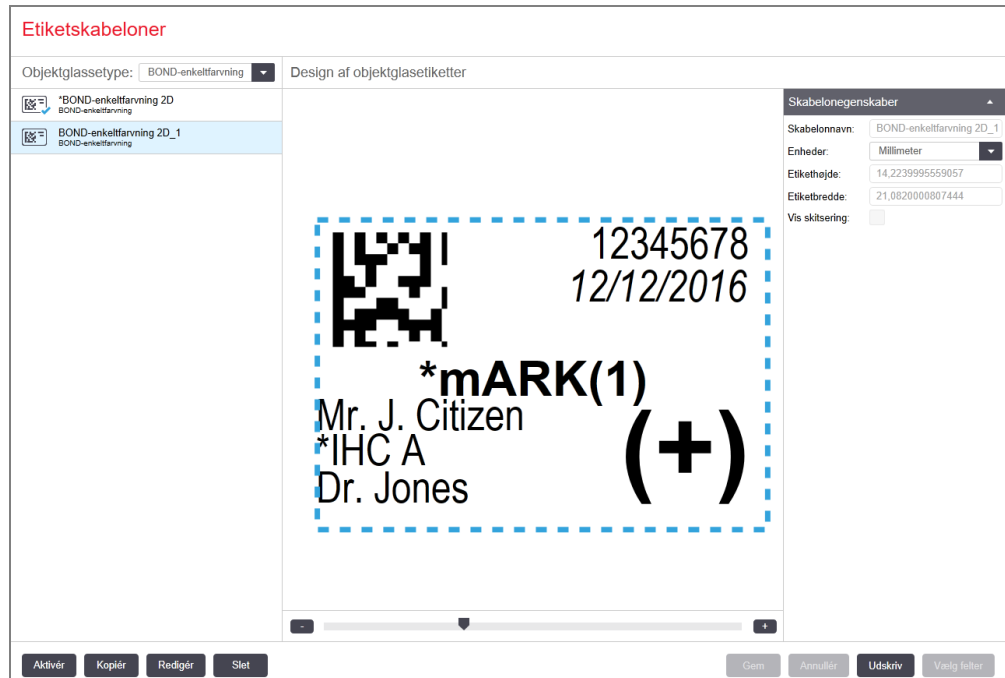 Etiketskabeloner
Objektglassetype: BOND-enkeltfarvning
Design af objektglasetiketter
*BOND-enkeltfarvning 2D
BOND-enkeltfarvning
BOND-enkeltfarvning 2D_1
BOND-enkeltfarvning
Skabelonegenskaber
Skabelonnavn: BOND-enkeltfarvning 2D_1
Enheder: Millimeter
Etikethøjde: 14,2239995559057
Etiketbredde: 21,0820000807444
Vis skitsering:
12345678
12/12/2016
*mARK(1)
Mr. J. Citizen
*IHC A
Dr. Jones
(+)
- +
Aktivér Kopiér Redigér Slet Gem Annullér Udskriv Vælg felter